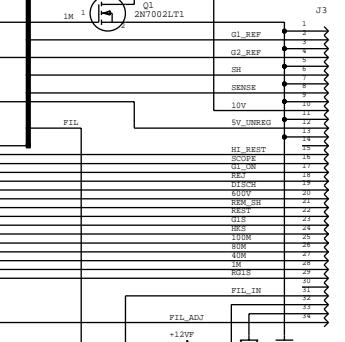 Q1
J3
1M 1 2N7002LT1
1
G1_REF 2
3
G2_REF 4
5
SH 6
7
SENSE 8
9
10V 10
11
FIL 5V_UNREG 12
13
14
HI_REST 15
SCOPE 16
G1_ON 17
REJ 18
DISCH 19
600V 20
REM_SH 21
REST 22
G1S 23
HKS 24
100M 25
80M 26
40M 27
1M 28
RG1S 29
30
FIL_IN 31
32
33
FIL_ADJ 34
+12VF